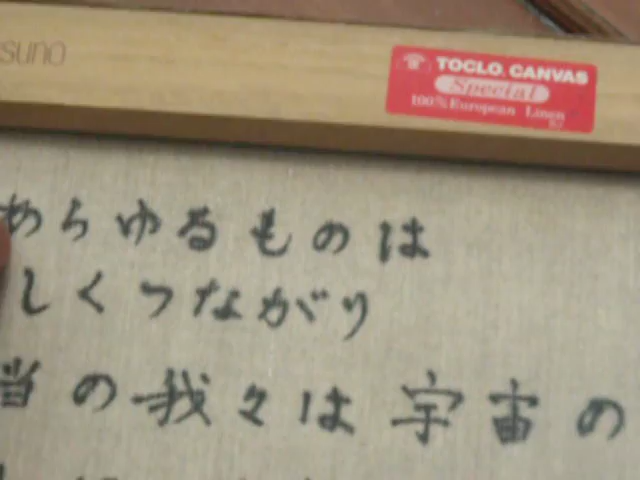 suno
TOCLO. CANVAS
Special
100% European Linen
あらゆるものは
しくつながり
当の我々は宇宙の